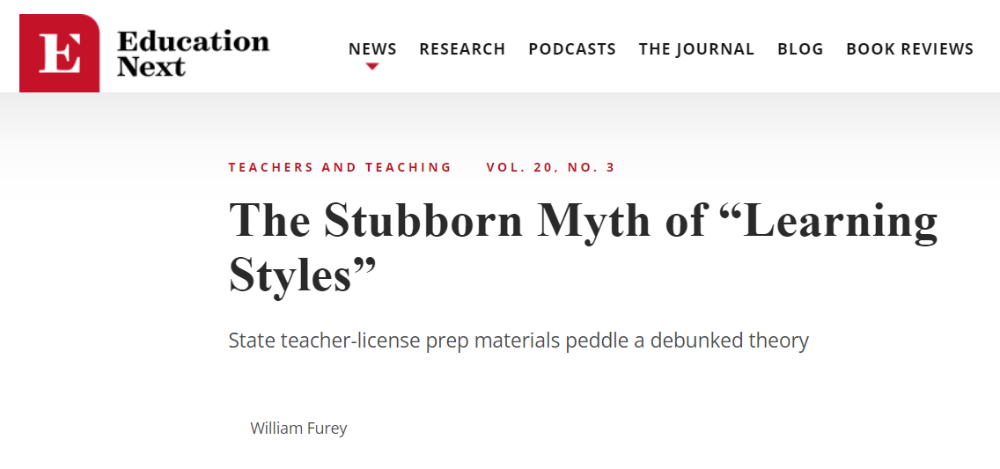 E
Education
Next
NEWS RESEARCH PODCASTS THE JOURNAL BLOG BOOK REVIEWS
TEACHERS AND TEACHING VOL. 20, NO. 3
The Stubborn Myth of “Learning
Styles”
State teacher-license prep materials peddle a debunked theory
William Furey